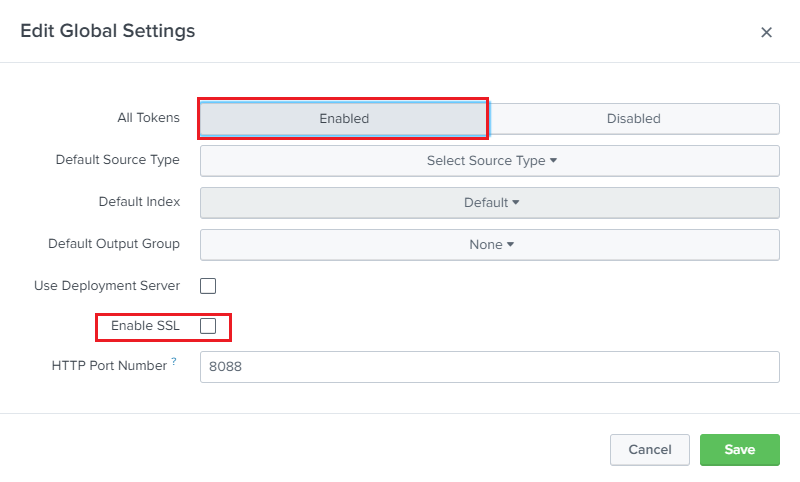 Edit Global Settings
All Tokens Enabled Disabled
Default Source Type Select Source Type
Default Index Default
Default Output Group None
Use Deployment Server
Enable SSL
HTTP Port Number ? 8088
Cancel Save